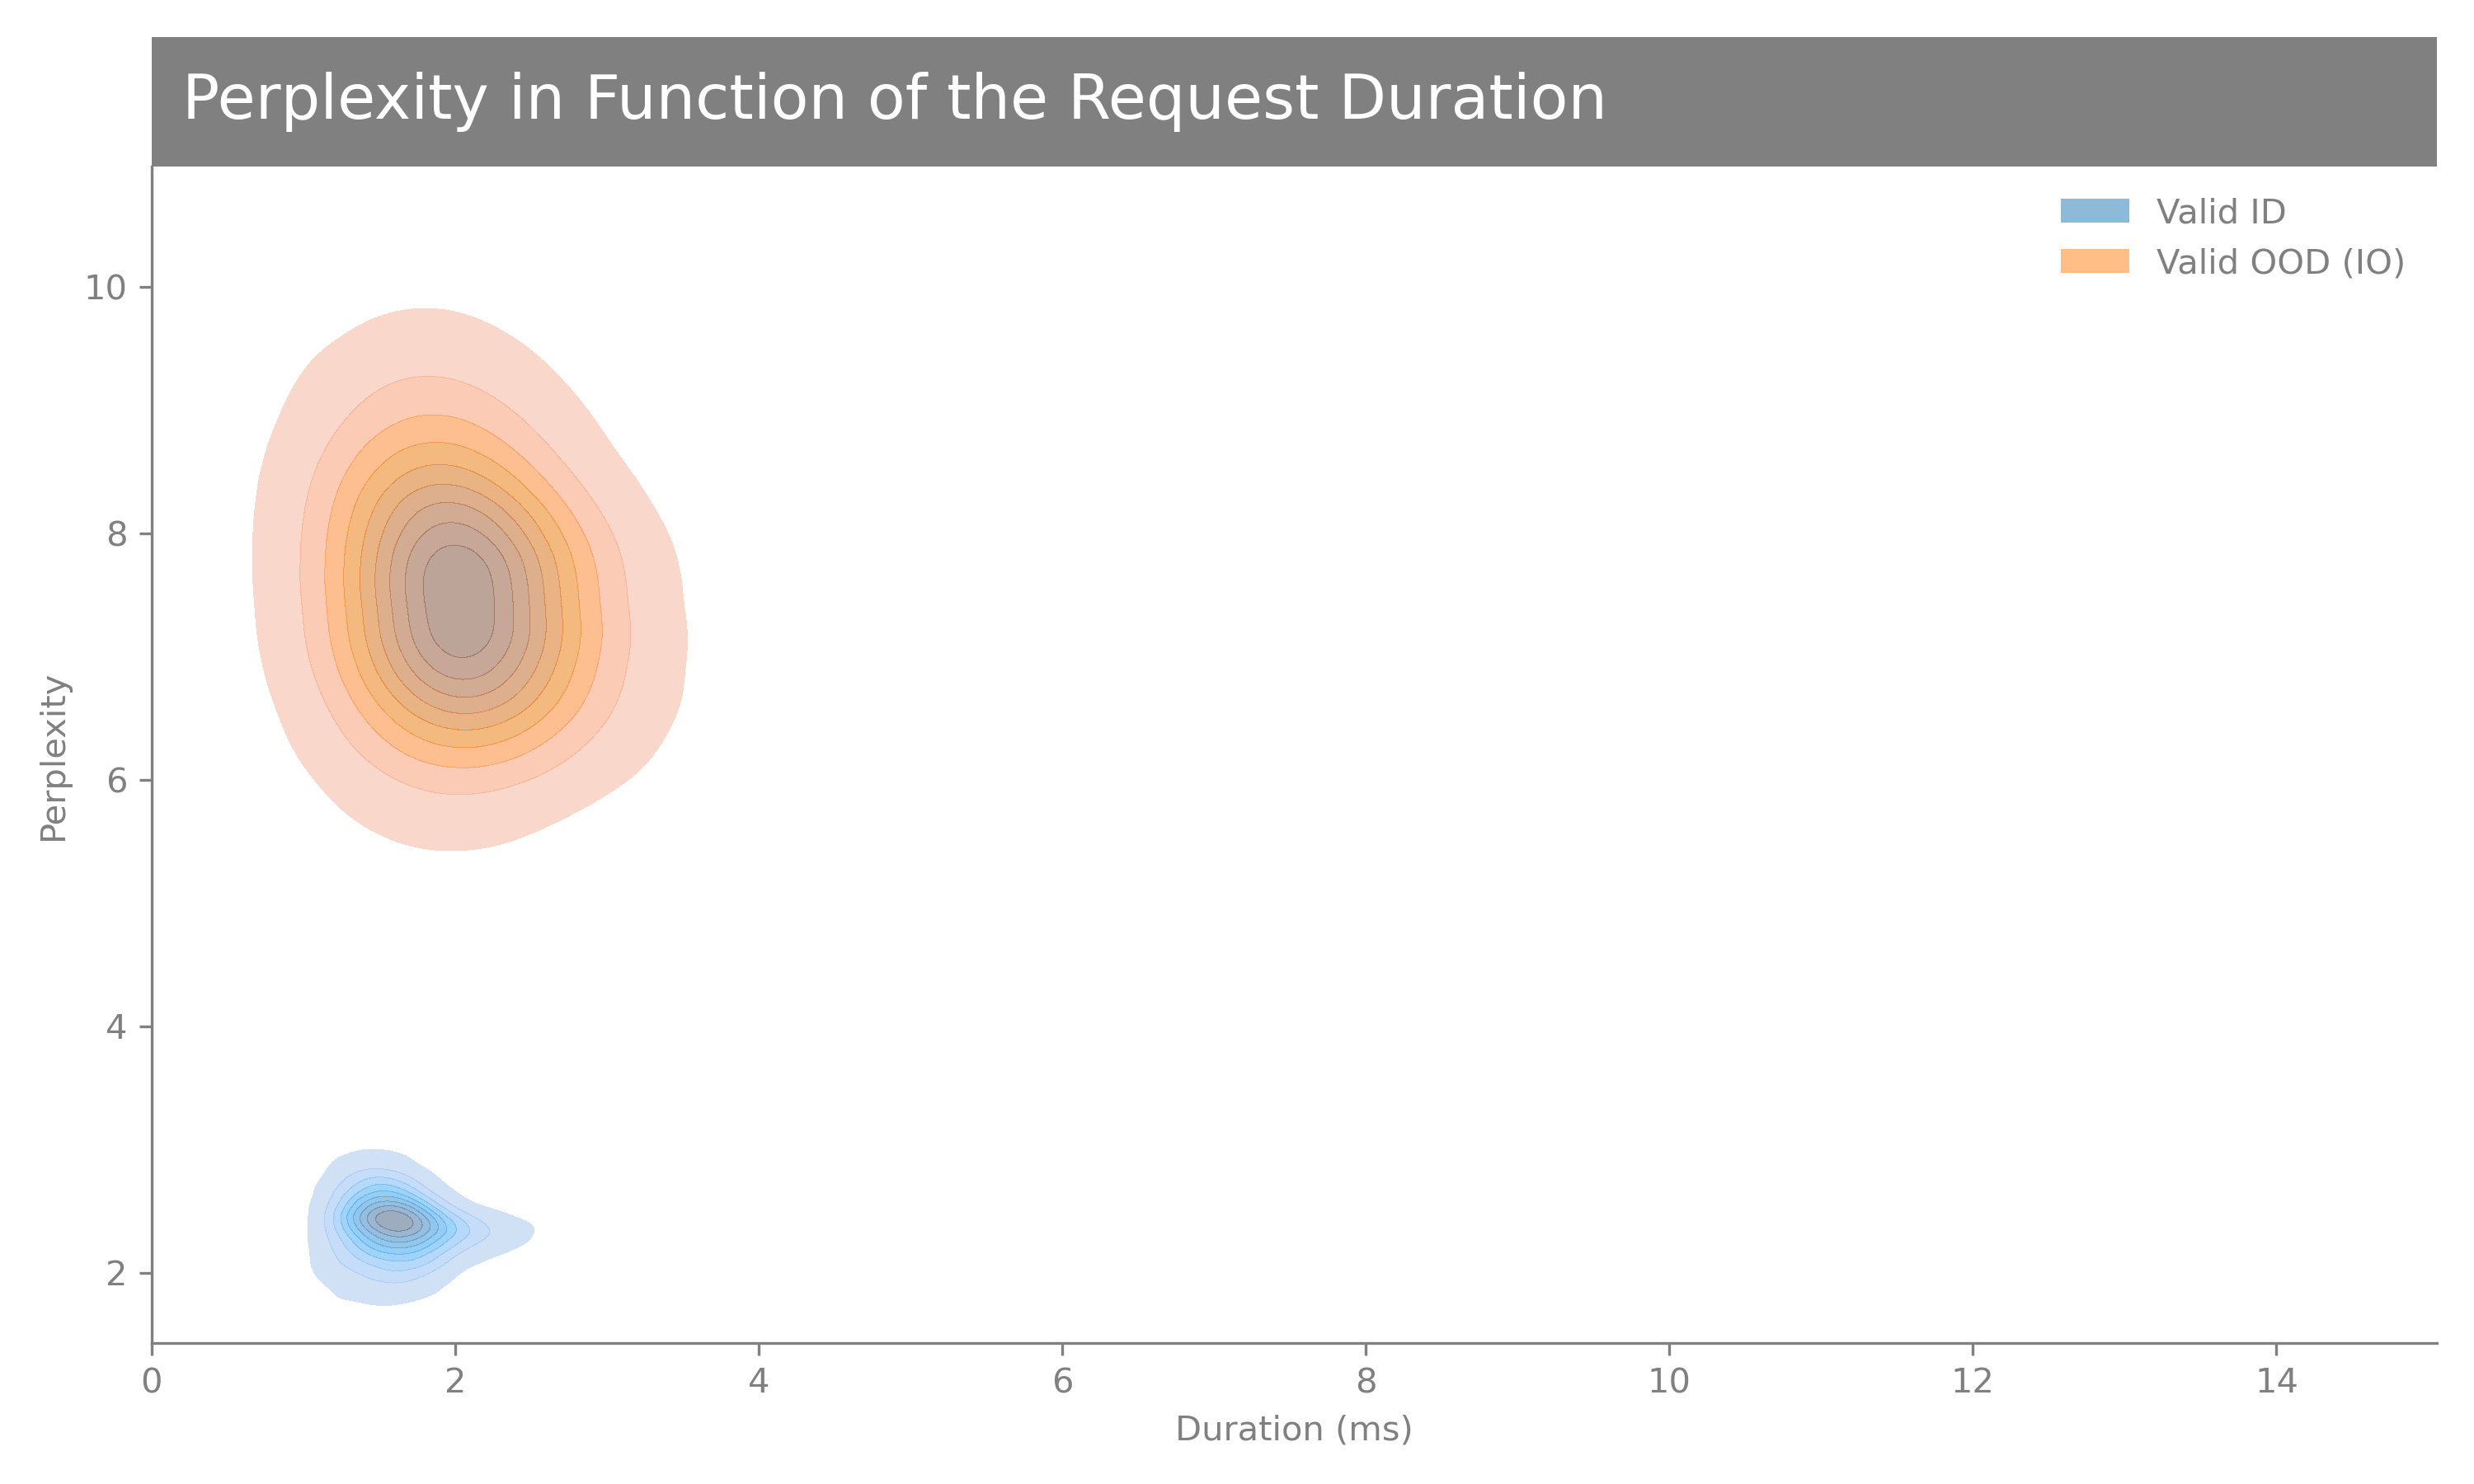 Perplexity in Function of the Request Duration
Valid ID
Valid OOD (IO)
10
8
6
4
2
Perplexity
0 2 4 6 8 10 12 14
Duration (ms)